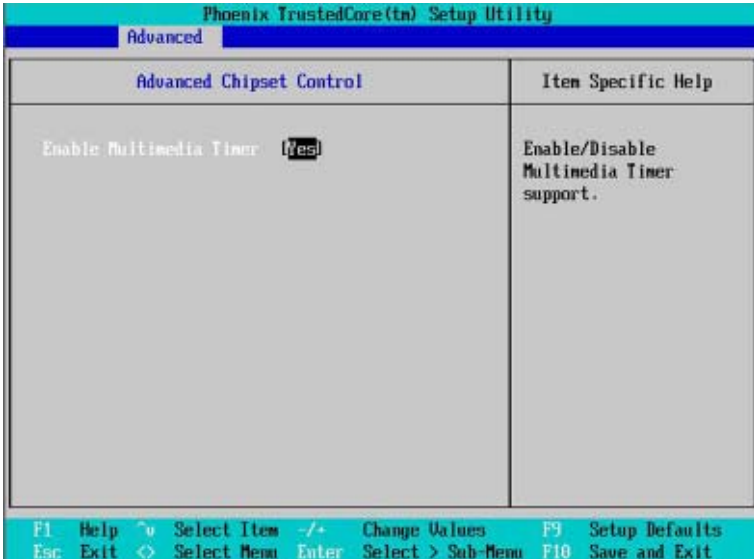 Phoenix TrustedCore(tm) Setup Utility
Advanced
Advanced Chipset Control
Item Specific Help
Enable Multimedia Timer [Yes]
Enable/Disable
Multimedia Timer
support.
F1 Help ^v Select Item -/+ Change Values F9 Setup Defaults
Esc Exit <> Select Menu Enter Select > Sub-Menu F10 Save and Exit